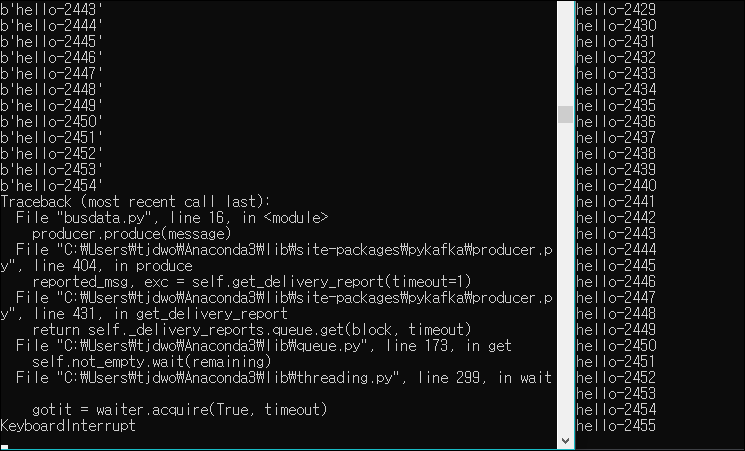 b'hello-2443'
b'hello-2444'
b'hello-2445'
b'hello-2446'
b'hello-2447'
b'hello-2448'
b'hello-2449'
b'hello-2450'
b'hello-2451'
b'hello-2452'
b'hello-2453'
b'hello-2454'
Traceback (most recent call last):
  File "busdata.py", line 16, in <module>
    producer.produce(message)
  File "C:₩Users₩tjdwo₩Anaconda3₩lib₩site-packages₩pykafka₩producer.p
y", line 404, in produce
    reported_msg, exc = self.get_delivery_report(timeout=1)
  File "C:₩Users₩tjdwo₩Anaconda3₩lib₩site-packages₩pykafka₩producer.p
y", line 431, in get_delivery_report
    return self._delivery_reports.queue.get(block, timeout)
  File "C:₩Users₩tjdwo₩Anaconda3₩lib₩queue.py", line 173, in get
    self.not_empty.wait(remaining)
  File "C:₩Users₩tjdwo₩Anaconda3₩lib₩threading.py", line 299, in wait
    gotit = waiter.acquire(True, timeout)
KeyboardInterrupt
hello-2429
hello-2430
hello-2431
hello-2432
hello-2433
hello-2434
hello-2435
hello-2436
hello-2437
hello-2438
hello-2439
hello-2440
hello-2441
hello-2442
hello-2443
hello-2444
hello-2445
hello-2446
hello-2447
hello-2448
hello-2449
hello-2450
hello-2451
hello-2452
hello-2453
hello-2454
hello-2455